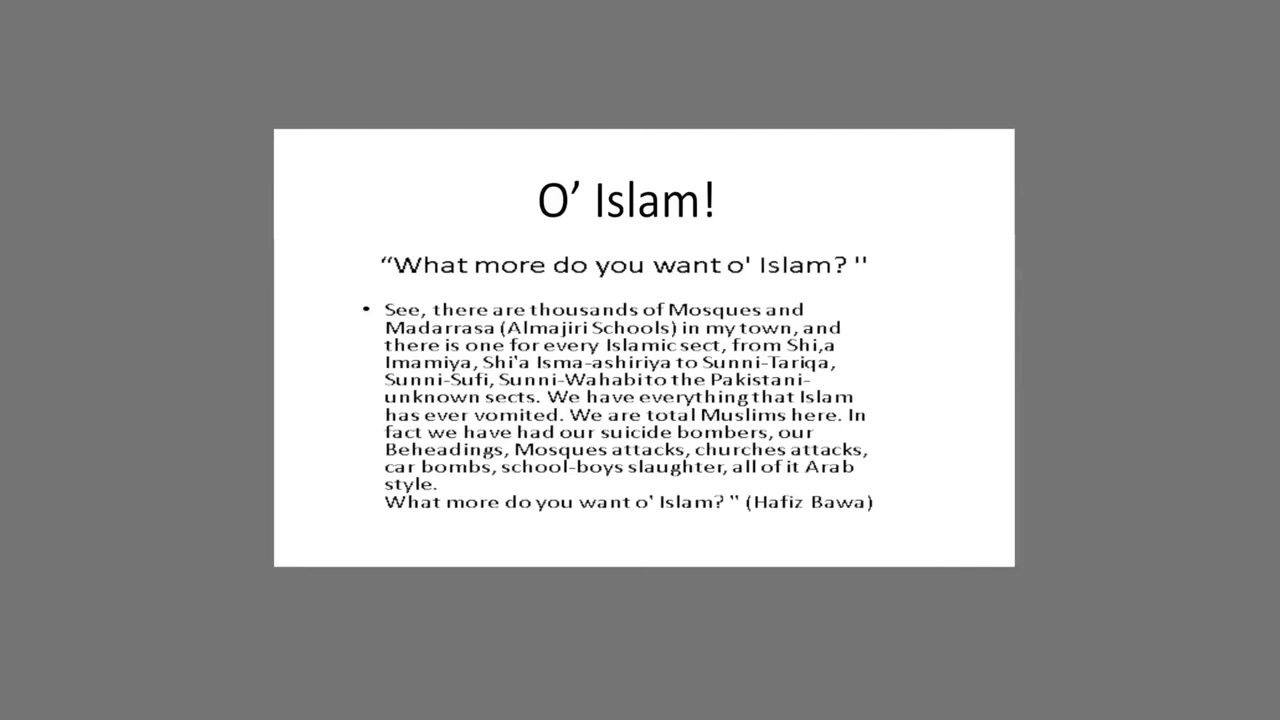 O’ Islam!
“What more do you want o' Islam? "
• See, there are thousands of Mosques and
Madarrasa (Almajiri Schools) in my town, and
there is one for every Islamic sect, from Shi,a
Imamiya, Shi'a Isma-ashiriya to Sunni-Tariqa,
Sunni-Sufi, Sunni-Wahabi to the Pakistani-
unknown sects. We have everything that Islam
has ever vomited. We are total Muslims here. In
fact we have had our suicide bombers, our
Beheadings, Mosques attacks, churches attacks,
car bombs, school-boys slaughter, all of it Arab
style.
What more do you want o' Islam? " (Hafiz Bawa)